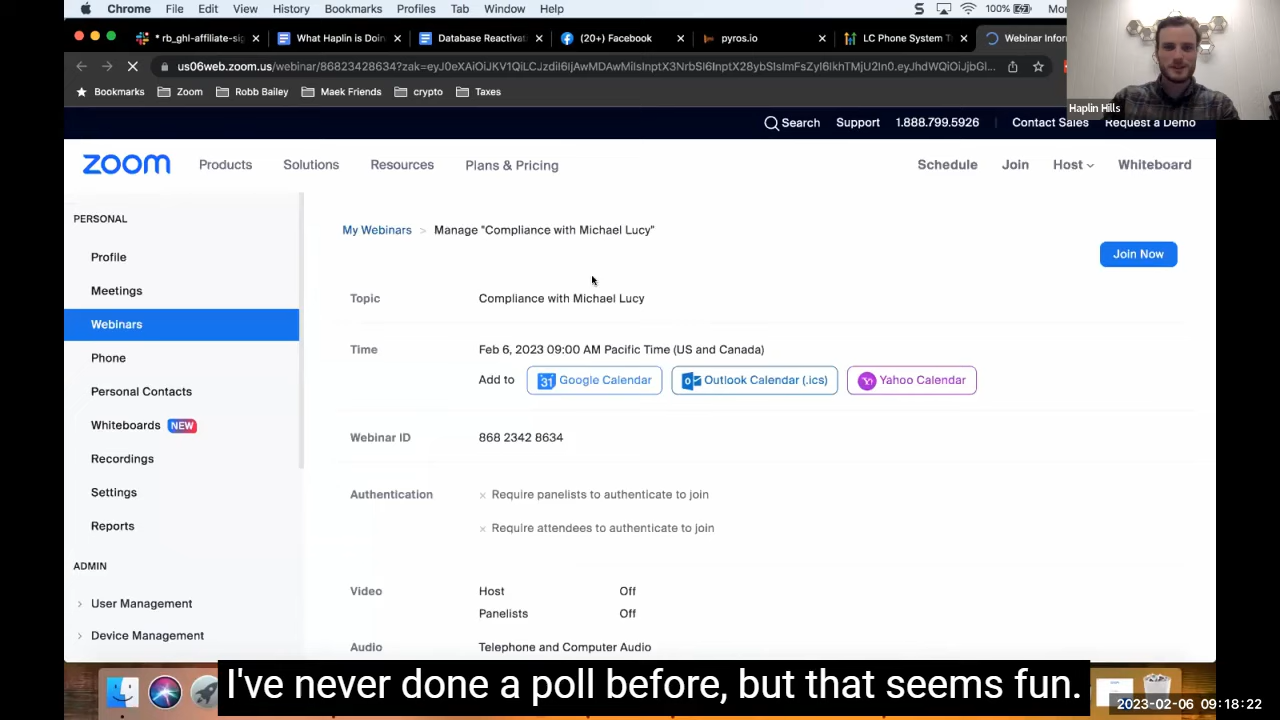 Chrome File Edit View History Bookmarks Profiles Tab Window Help 100%
* rb_ghl-affiliate-si What Haplin is Doin Database Reactivat (20+) Facebook pyros.io LC Phone System T Webinar Infor
us06web.zoom.us/webinar/86823428634?zak=
Bookmarks Zoom Robb Bailey Maek Friends crypto Taxes
Haplin Hills
Search Support 1.888.799.5926 Contact Sales Request a Demo
zoom Products Solutions Resources Plans & Pricing Schedule Join Host Whiteboard
PERSONAL
Profile
Meetings
Webinars
Phone
Personal Contacts
Whiteboards NEW
Recordings
Settings
Reports
ADMIN
User Management
Device Management
My Webinars > Manage "Compliance with Michael Lucy"
Join Now
Topic Compliance with Michael Lucy
Time Feb 6, 2023 09:00 AM Pacific Time (US and Canada)
Add to 31 Google Calendar Outlook Calendar (.ics) Yahoo Calendar
Webinar ID 868 2342 8634
Authentication × Require panelists to authenticate to join
× Require attendees to authenticate to join
Video Host Off
Panelists Off
Audio Telephone and Computer Audio
I've never done a poll before, but that seems fun.
2023-02-06 09:18:22